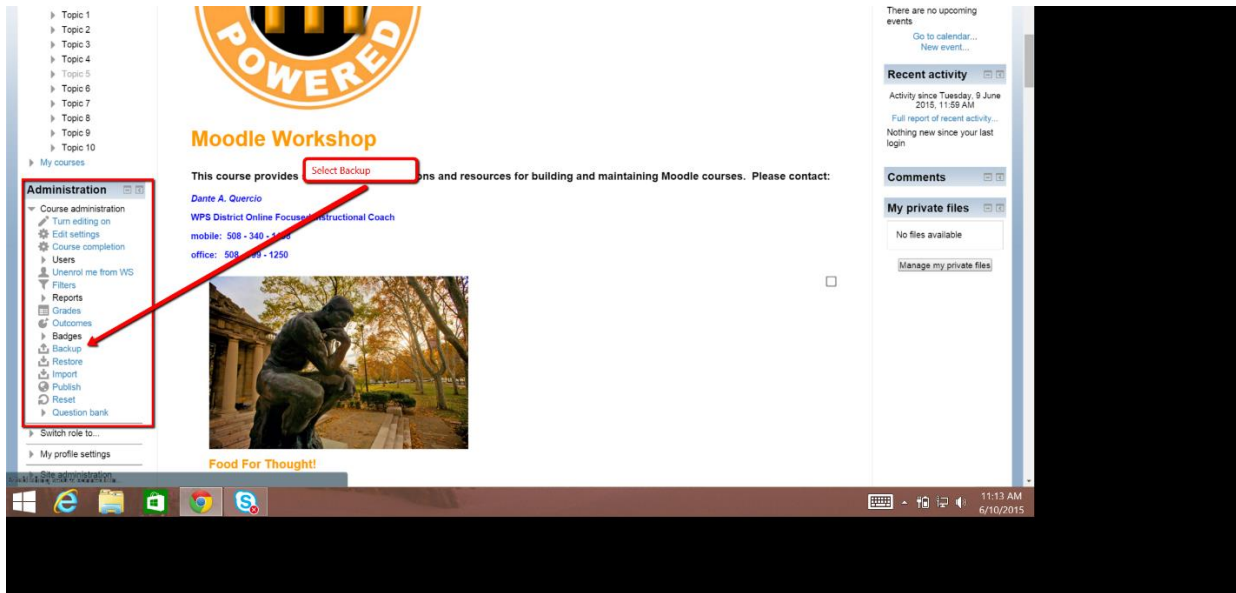 Topic 1
Topic 2
Topic 3
Topic 4
Topic 5
Topic 6
Topic 7
Topic 8
Topic 9
Topic 10
My courses
Administration
Course administration
Turn editing on
Edit settings
Course completion
Users
Unenrol me from WS
Filters
Reports
Grades
Outcomes
Badges
Backup
Restore
Import
Publish
Reset
Question bank
Switch role to...
My profile settings
Site administration
POWERED
Moodle Workshop
Select Backup
This course provides ons and resources for building and maintaining Moodle courses. Please contact:
Dante A. Quercio
WPS District Online Focused Instructional Coach
mobile: 508 - 340 -
office: 508 - - 1250
Food For Thought!
There are no upcoming
events
Go to calendar...
New event...
Recent activity
Activity since Tuesday, 9 June
2015, 11:59 AM
Full report of recent activity...
Nothing new since your last
login
Comments
My private files
No files available
Manage my private files
11:13 AM
6/10/2015